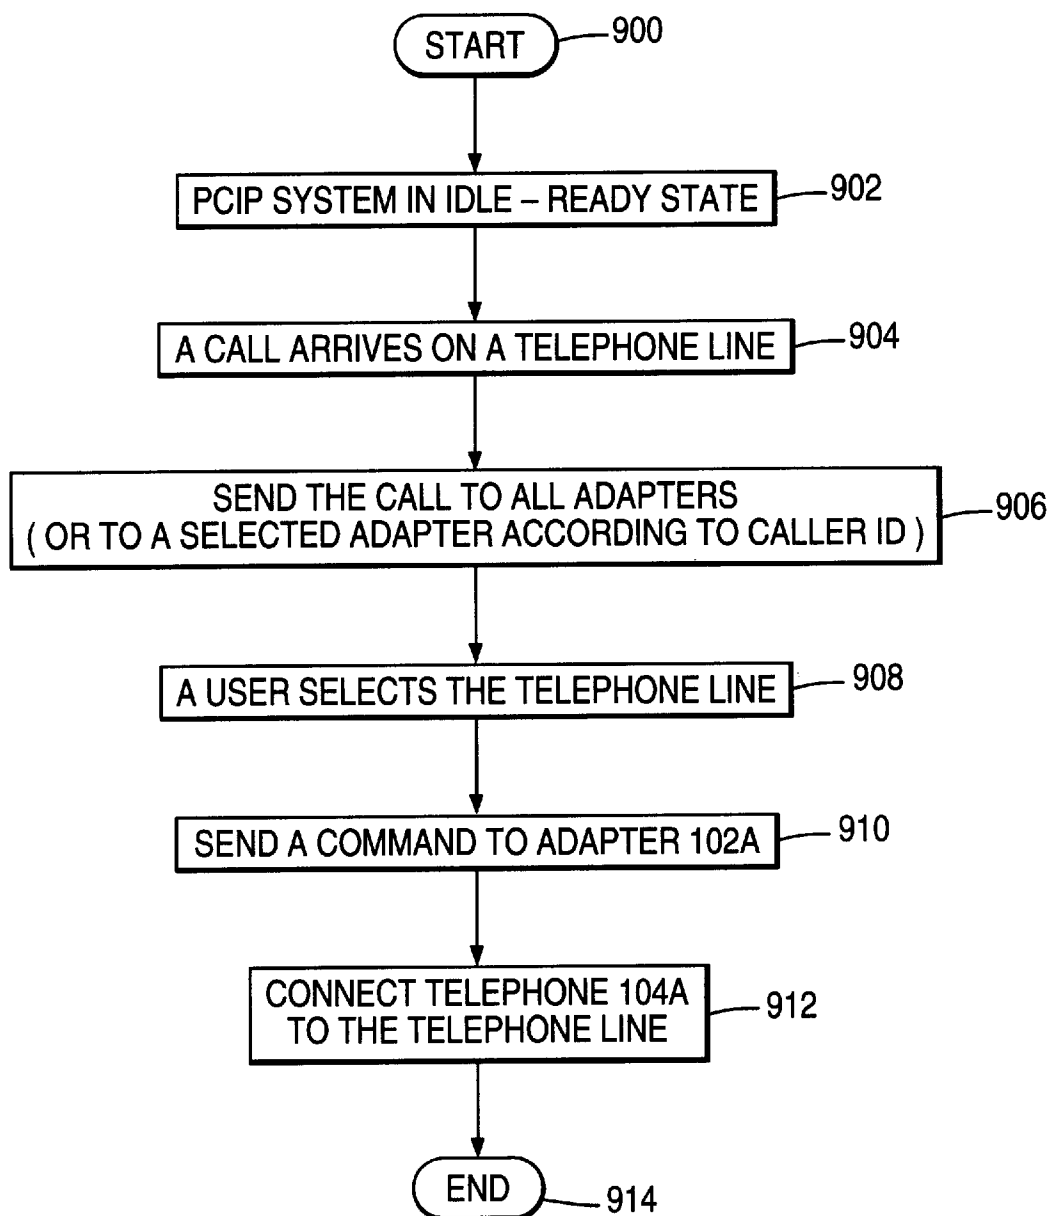 START
900
PCIP SYSTEM IN IDLE – READY STATE
902
A CALL ARRIVES ON A TELEPHONE LINE
904
SEND THE CALL TO ALL ADAPTERS
( OR TO A SELECTED ADAPTER ACCORDING TO CALLER ID )
906
A USER SELECTS THE TELEPHONE LINE
908
SEND A COMMAND TO ADAPTER 102A
910
CONNECT TELEPHONE 104A
TO THE TELEPHONE LINE
912
END
914